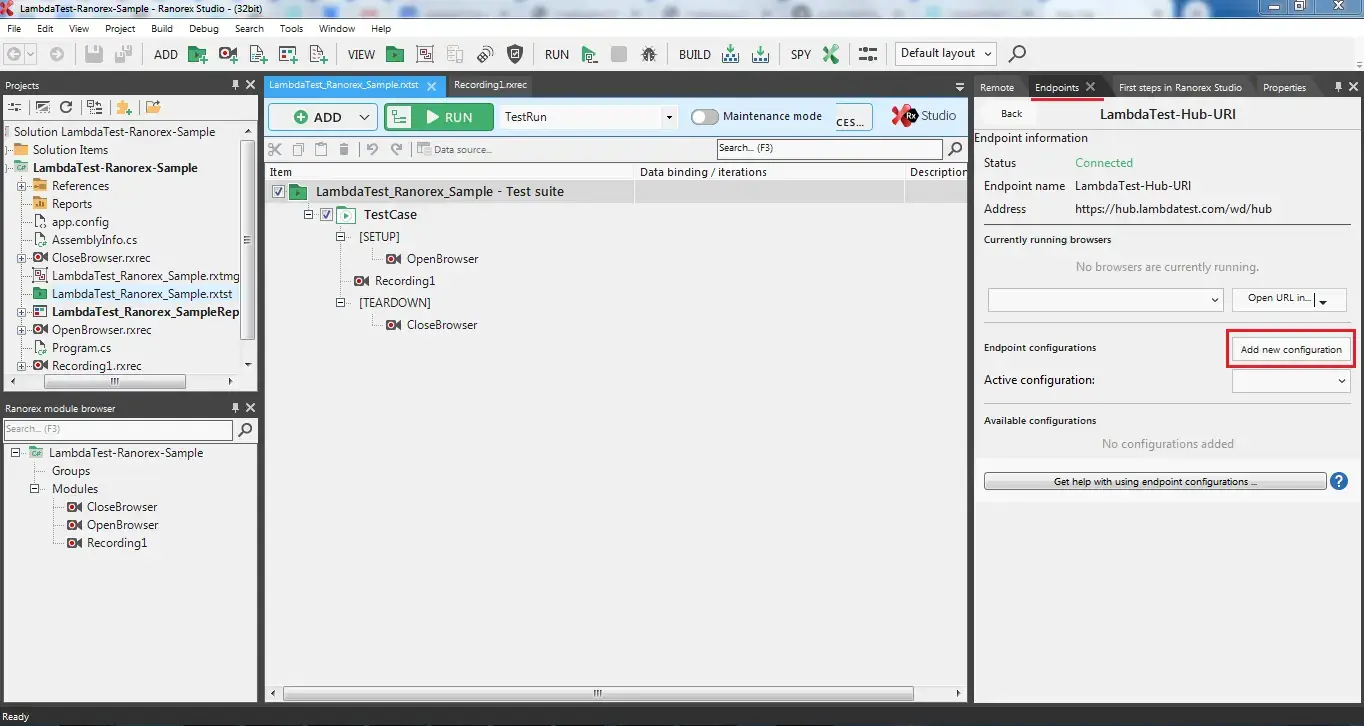 LambdaTest-Ranorex-Sample - Ranorex Studio - (32bit)
File Edit View Project Build Debug Search Tools Window Help
ADD VIEW RUN BUILD SPY Default layout
Projects
Solution LambdaTest-Ranorex-Sample
Solution Items
LambdaTest-Ranorex-Sample
References
Reports
app.config
AssemblyInfo.cs
CloseBrowser.rxrec
LambdaTest_Ranorex_Sample.rxtmg
LambdaTest_Ranorex_Sample.rxtst
LambdaTest_Ranorex_SampleRep
OpenBrowser.rxrec
Program.cs
Recording1.rxrec
Ranorex module browser
Search... (F3)
LambdaTest-Ranorex-Sample
Groups
Modules
CloseBrowser
OpenBrowser
Recording1
LambdaTest_Ranorex_Sample.rxtst Recording1.rxrec
ADD RUN TestRun Maintenance mode CES... Rx Studio
Data source... Search... (F3)
Item Data binding / iterations Description
LambdaTest_Ranorex_Sample - Test suite
TestCase
[SETUP]
OpenBrowser
Recording1
[TEARDOWN]
CloseBrowser
Remote Endpoints First steps in Ranorex Studio Properties
Back LambdaTest-Hub-URI
Endpoint information
Status Connected
Endpoint name LambdaTest-Hub-URI
Address https://hub.lambdatest.com/wd/hub
Currently running browsers
No browsers are currently running.
Open URL in...
Endpoint configurations Add new configuration
Active configuration:
Available configurations
No configurations added
Get help with using endpoint configurations ... ?
Ready